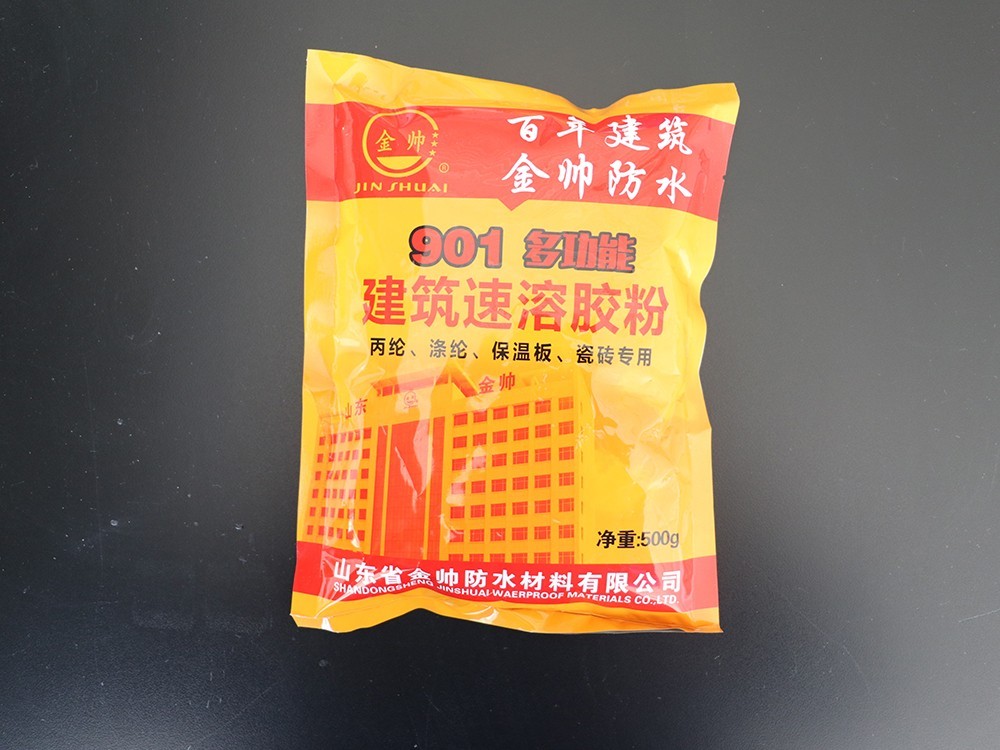 金帅
®
JIN SHUAI
百年建筑
金帅防水
901 多功能
建筑速溶胶粉
丙纶、涤纶、保温板、瓷砖专用
山东
金帅
净重:500g
山东省金帅防水材料有限公司
SHANDONGSHENG JINSHUAI·WAERPROOF MATERIALS CO.,LTD.